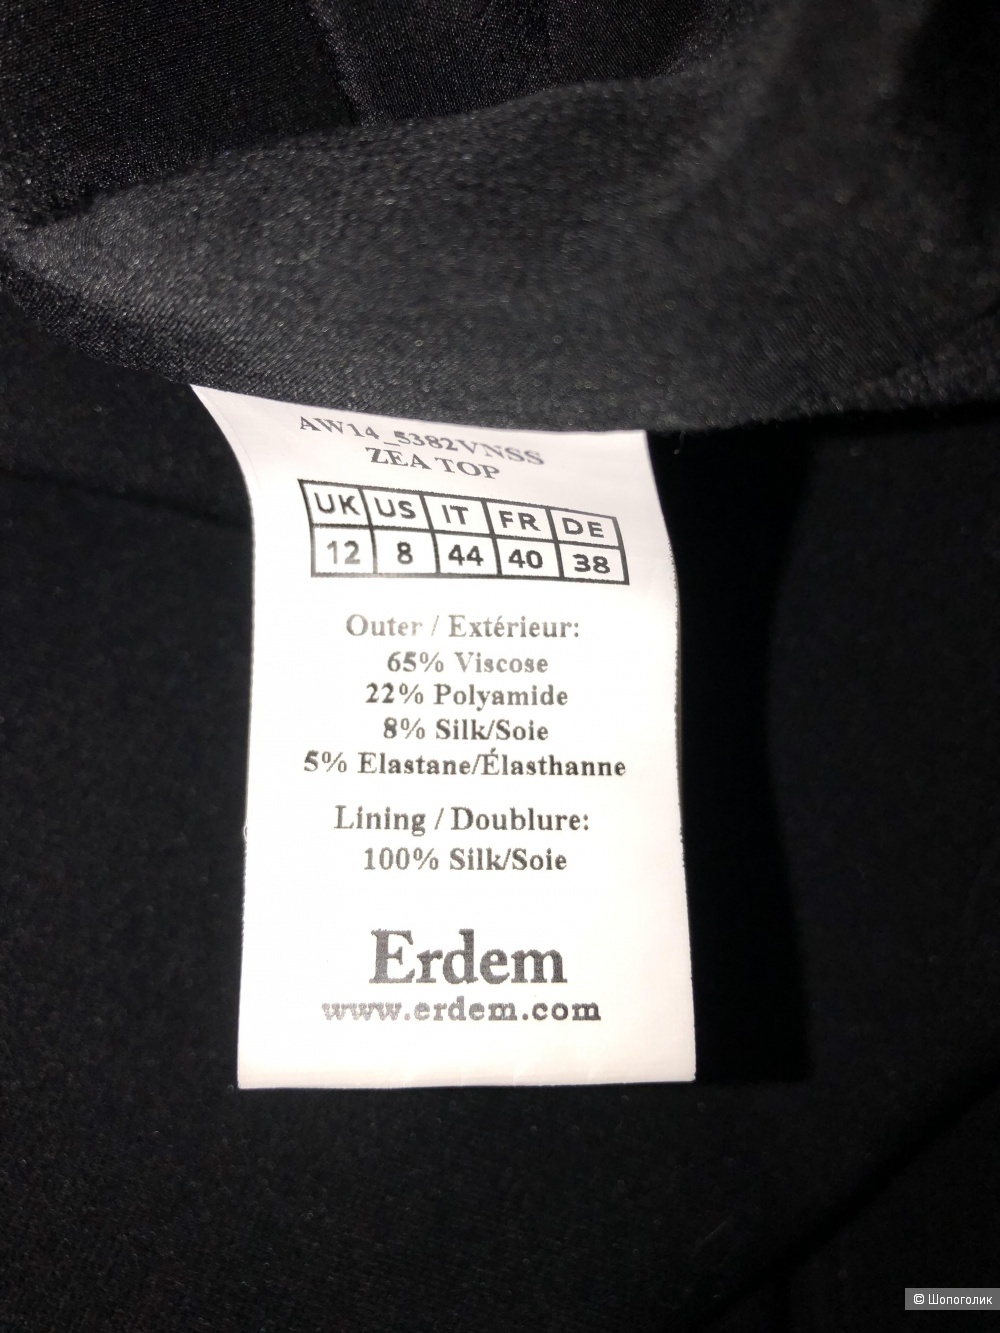 AW14_5382VNSS
ZEA TOP
UK US IT FR DE
12 8 44 40 38
Outer / Extérieur:
65% Viscose
22% Polyamide
8% Silk/Soie
5% Elastane/Élasthanne
Lining / Doublure:
100% Silk/Soie
Erdem
www.erdem.com
© Шопоголик